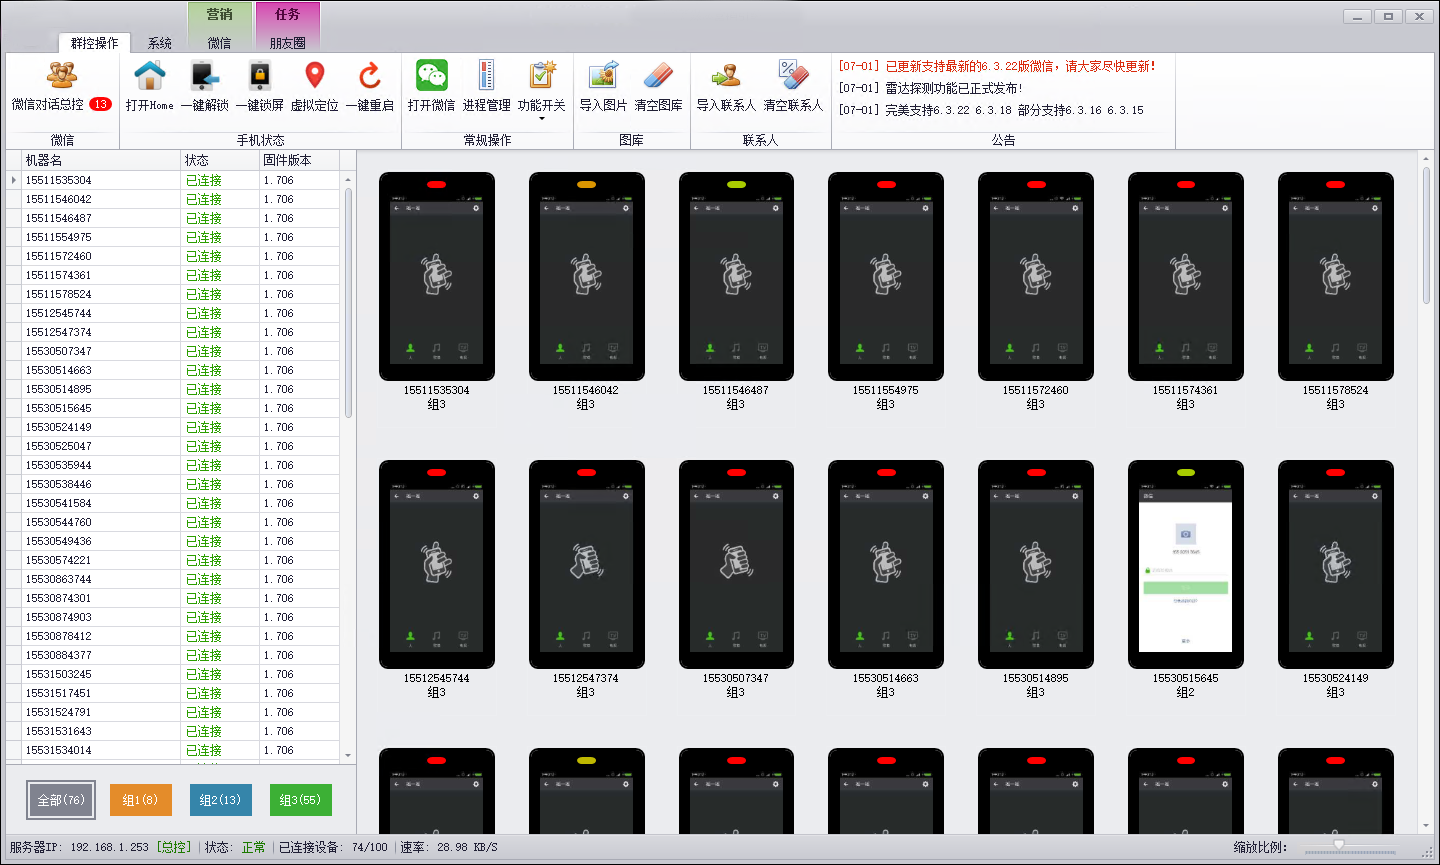 营销
任务
群控操作
系统
微信
朋友圈
微信对话总控 13
打开Home
一键解锁
一键锁屏
虚拟定位
一键重启
打开微信
进程管理
功能开关
导入图片
清空图库
导入联系人
清空联系人
[07-01] 已更新支持最新的6.3.22版微信，请大家尽快更新！
[07-01] 雷达探测功能已正式发布！
[07-01] 完美支持6.3.22 6.3.18 部分支持6.3.16 6.3.15
微信
手机状态
常规操作
图库
联系人
公告
机器名 状态 固件版本
15511535304 已连接 1.706
15511546042 已连接 1.706
15511546487 已连接 1.706
15511554975 已连接 1.706
15511572460 已连接 1.706
15511574361 已连接 1.706
15511578524 已连接 1.706
15512545744 已连接 1.706
15512547374 已连接 1.706
15530507347 已连接 1.706
15530514663 已连接 1.706
15530514895 已连接 1.706
15530515645 已连接 1.706
15530524149 已连接 1.706
15530525047 已连接 1.706
15530535944 已连接 1.706
15530538446 已连接 1.706
15530541584 已连接 1.706
15530544760 已连接 1.706
15530549436 已连接 1.706
15530574221 已连接 1.706
15530863744 已连接 1.706
15530874301 已连接 1.706
15530874903 已连接 1.706
15530878412 已连接 1.706
15530884377 已连接 1.706
15531503245 已连接 1.706
15531517451 已连接 1.706
15531524791 已连接 1.706
15531531643 已连接 1.706
15531534014 已连接 1.706
15511535304
组3
15511546042
组3
15511546487
组3
15511554975
组3
15511572460
组3
15511574361
组3
15511578524
组3
15512545744
组3
15512547374
组3
15530507347
组3
15530514663
组3
15530514895
组3
15530515645
组2
15530524149
组3
全部(76)
组1(8)
组2(13)
组3(55)
服务器IP: 192.168.1.253 [总控] |状态: 正常 |已连接设备: 74/100 |速率: 28.98 KB/S
缩放比例: